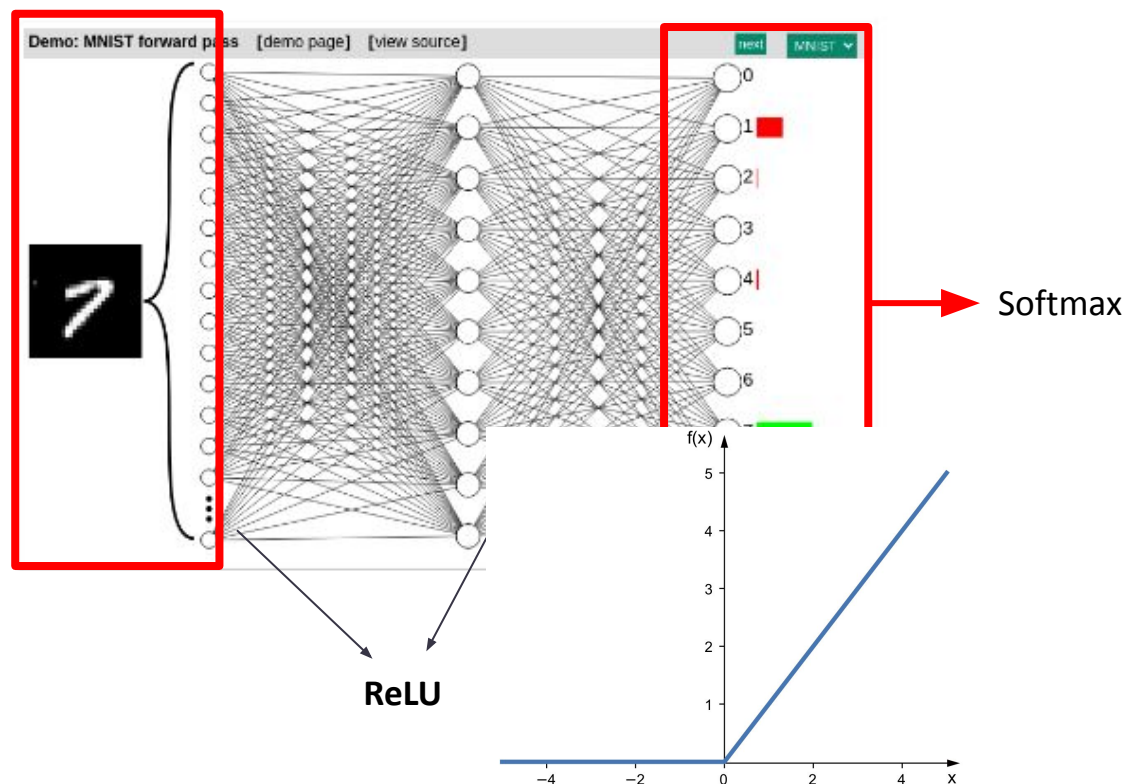 Demo: MNIST forward pass [demo page] [view source] next MNIST
0
1
2
3
4
5
6
7
Softmax
ReLU
f(x)
5
4
3
2
1
−4 −2 0 2 4 x